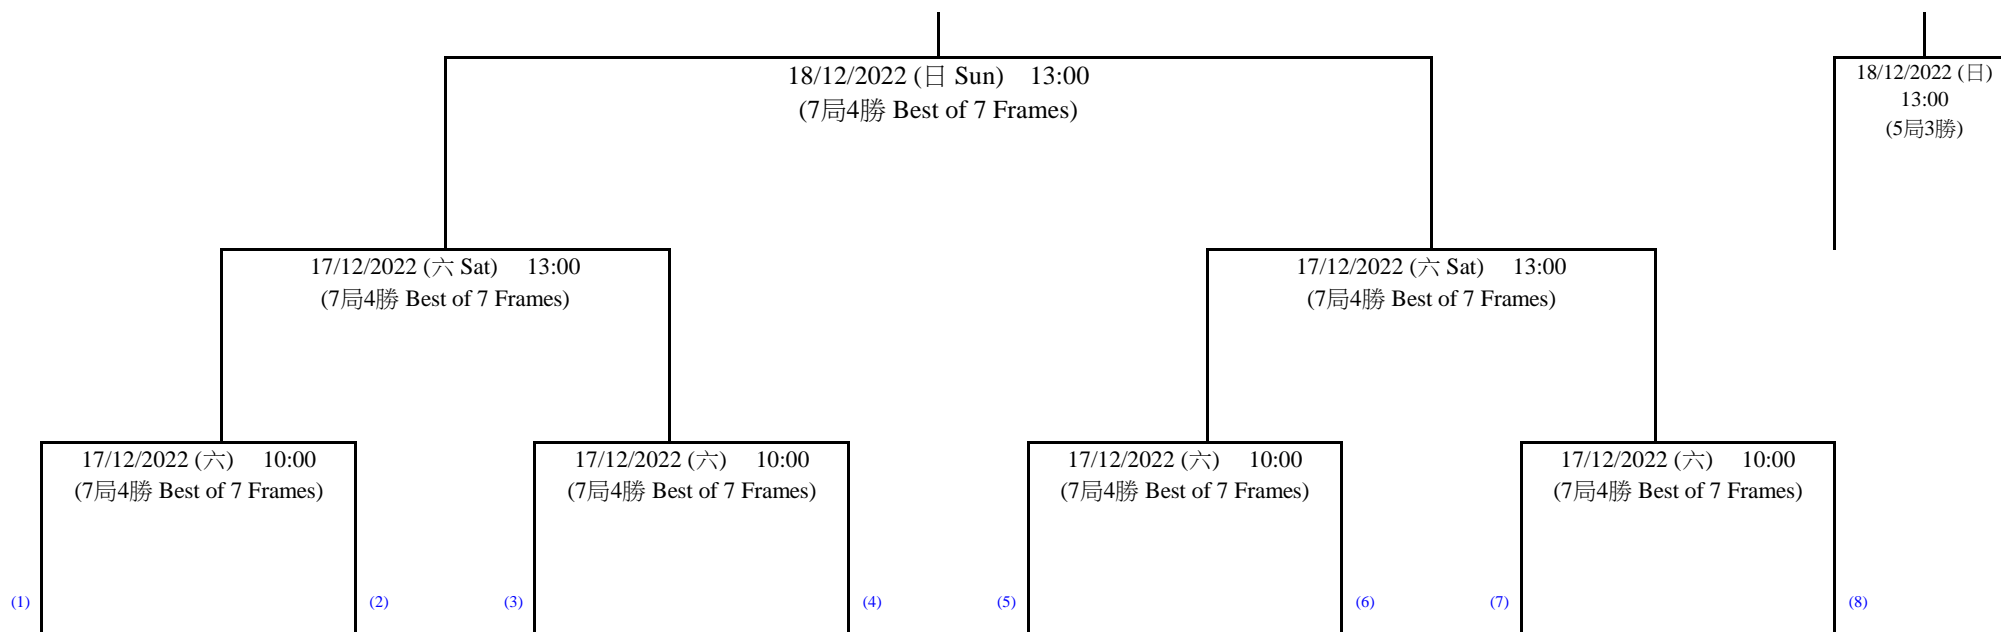 18/12/2022 (日 Sun) 13:00
(7局4勝 Best of 7 Frames)
18/12/2022 (日)
13:00
(5局3勝)
17/12/2022 (六 Sat) 13:00
(7局4勝 Best of 7 Frames)
17/12/2022 (六 Sat) 13:00
(7局4勝 Best of 7 Frames)
17/12/2022 (六) 10:00
(7局4勝 Best of 7 Frames)
17/12/2022 (六) 10:00
(7局4勝 Best of 7 Frames)
17/12/2022 (六) 10:00
(7局4勝 Best of 7 Frames)
17/12/2022 (六) 10:00
(7局4勝 Best of 7 Frames)
(1)
(2)
(3)
(4)
(5)
(6)
(7)
(8)